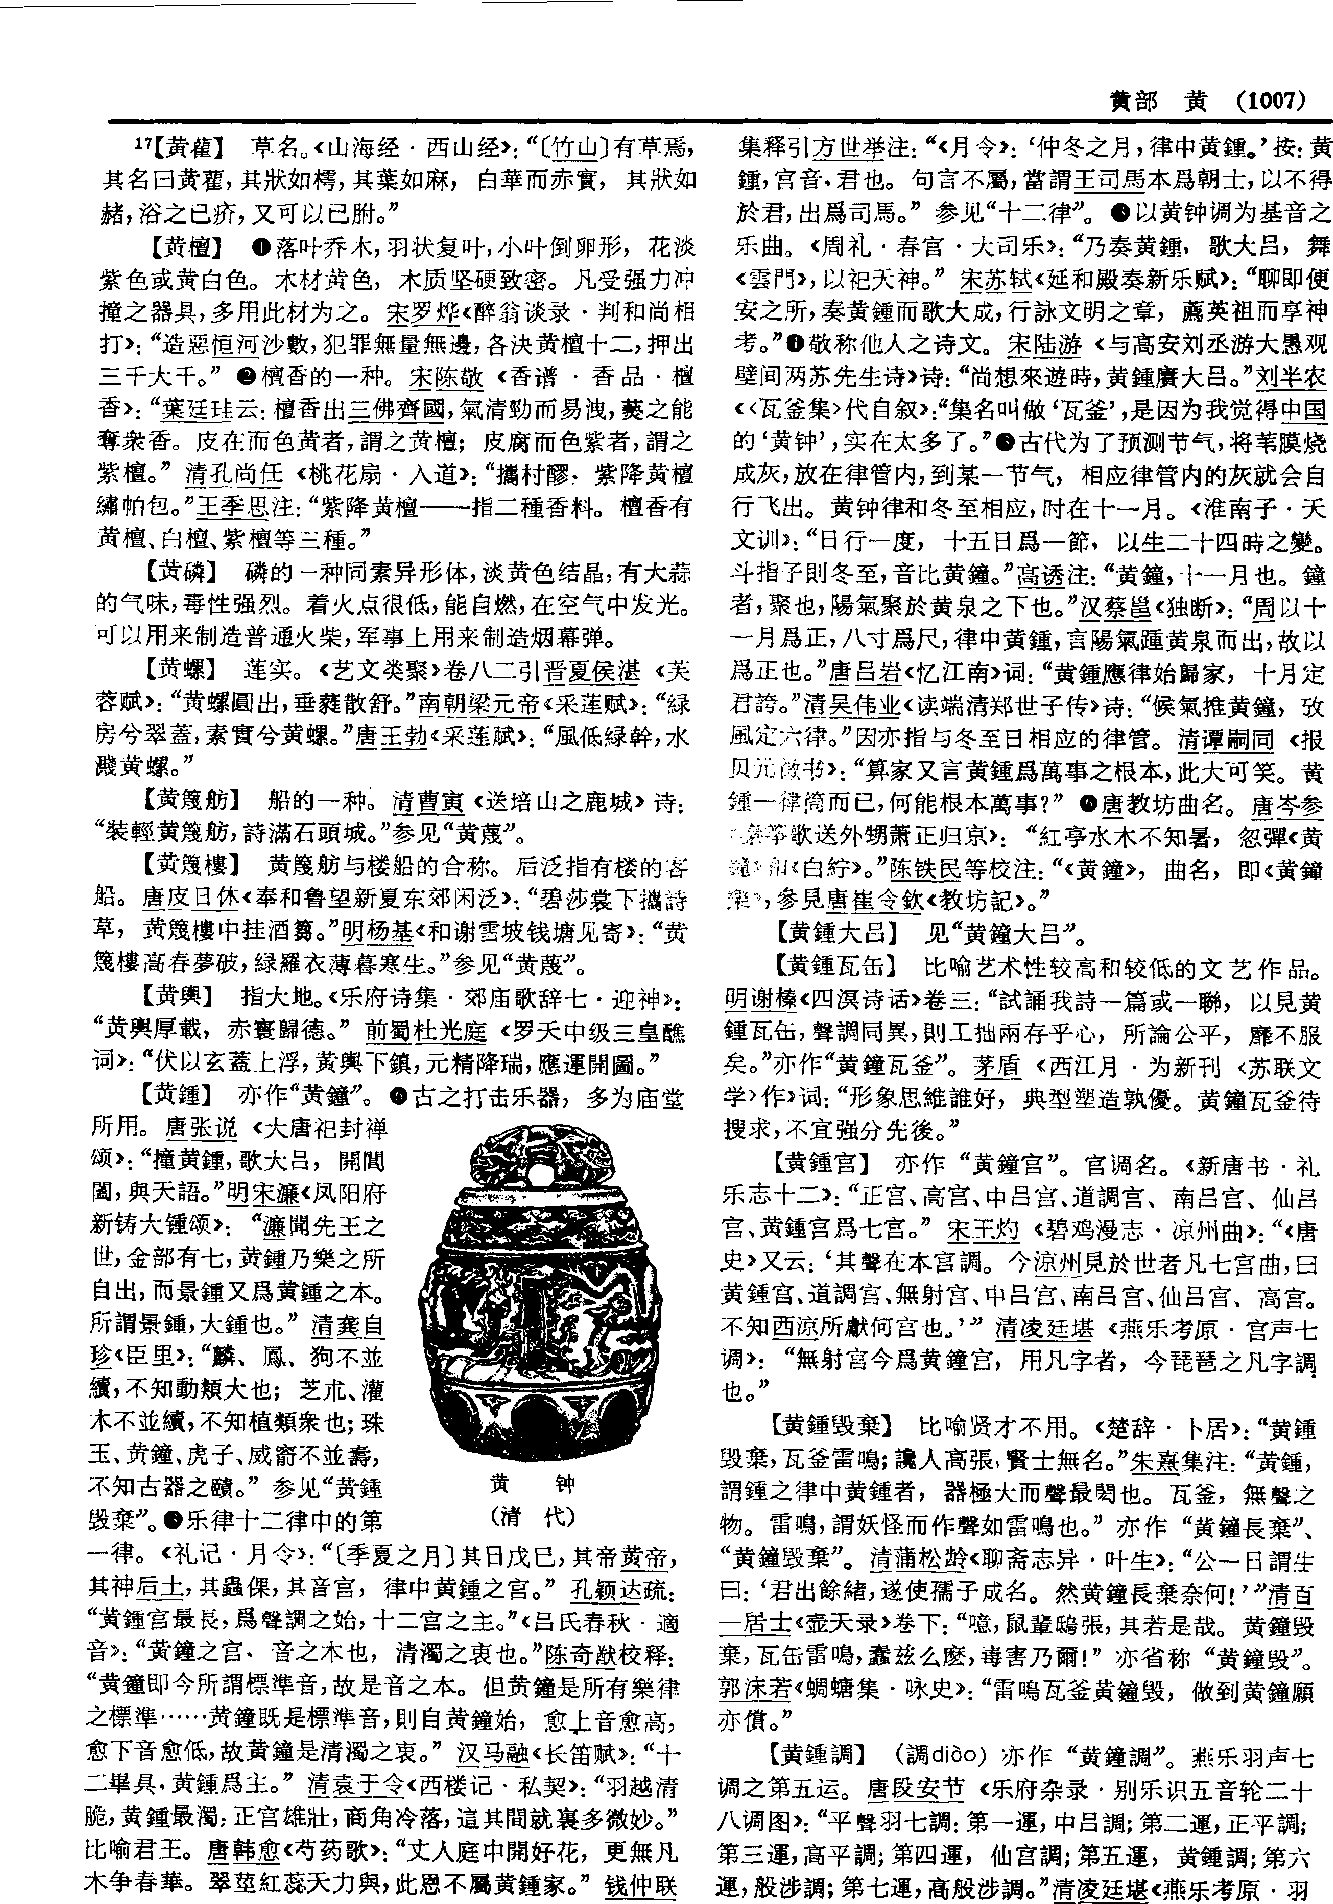 黄部 黄 (1007)
¹⁷【黄雚】 草名。《山海经·西山经》：“〔竹山〕有草焉，
其名曰黄雚，其狀如樗，其葉如麻，白華而赤實，其狀如
赭，浴之已疥，又可以已胕。”
【黄檀】 ❶落叶乔木，羽状复叶，小叶倒卵形，花淡
紫色或黄白色。木材黄色，木质坚硬致密。凡受强力冲
撞之器具，多用此材为之。宋罗烨《醉翁谈录·判和尚相
打》：“造惡恒河沙數，犯罪無量無邊，各决黄檀十二，押出
三千大千。” ❷檀香的一种。宋陈敬《香谱·香品·檀
香》：“葉廷珪云：檀香出三佛齊國，氣清勁而易洩，爇之能
奪衆香。皮在而色黄者，謂之黄檀；皮腐而色紫者，謂之
紫檀。” 清孔尚任《桃花扇·入道》：“攜村醪，紫降黄檀
繡帕包。”王季思注：“紫降黄檀——指二種香料。檀香有
黄檀、白檀、紫檀等三種。”
【黄磷】 磷的一种同素异形体，淡黄色结晶，有大蒜
的气味，毒性强烈。着火点很低，能自燃，在空气中发光。
可以用来制造普通火柴，军事上用来制造烟幕弹。
【黄螺】 莲实。《艺文类聚》卷八二引晋夏侯湛《芙
蓉赋》：“黄螺圓出，垂蕤散舒。”南朝梁元帝《采莲赋》：“緑
房兮翠蓋，素實兮黄螺。”唐王勃《采莲赋》：“風低緑幹，水
濺黄螺。”
【黄篾舫】 船的一种。清曹寅《送培山之鹿城》诗：
“裝輕黄篾舫，詩滿石頭城。”参见“黄蔑”。
【黄篾樓】 黄篾舫与楼船的合称。后泛指有楼的客
船。唐皮日休《奉和鲁望新夏东郊闲泛》：“碧莎裳下攜詩
草，黄篾樓中挂酒篘。”明杨基《和谢雪坡钱塘见寄》：“黄
篾樓高春夢破，緑羅衣薄暮寒生。”参见“黄蔑”。
【黄輿】 指大地。《乐府诗集·郊庙歌辞七·迎神》：
“黄輿厚載，赤寰歸德。” 前蜀杜光庭《罗天中级三皇醮
词》：“伏以玄蓋上浮，黄輿下鎮，元精降瑞，應運開圖。”
【黄鍾】 亦作“黄鐘”。❶古之打击乐器，多为庙堂
所用。唐张说《大唐祀封禅
颂》：“撞黄鍾，歌大吕，開閶
闔，與天語。”明宋濂《凤阳府
新铸大锺颂》：“濂聞先王之
世，金部有七，黄鍾乃樂之所
自出，而景鍾又爲黄鍾之本。
所謂景鍾，大鍾也。” 清龚自
珍《臣里》：“麟、鳳、狗不並
續，不知動類大也；芝朮、灌
木不並續，不知植類衆也；珠
玉、黄鐘、虎子、威窬不並壽，
不知古器之賾。” 参见“黄鍾
毁棄”。❷乐律十二律中的第
黄 钟
(清 代)
一律。《礼记·月令》：“〔季夏之月〕其日戊巳，其帝黄帝，
其神后土，其蟲倮，其音宫，律中黄鍾之宫。” 孔颖达疏：
“黄鍾宫最長，爲聲調之始，十二宫之主。”《吕氏春秋·適
音》：“黄鐘之宫，音之本也，清濁之衷也。”陈奇猷校释：
“黄鐘即今所謂標準音，故是音之本。但黄鐘是所有樂律
之標準……黄鐘既是標準音，則自黄鐘始，愈上音愈高，
愈下音愈低，故黄鐘是清濁之衷。” 汉马融《长笛赋》：“十
二畢具，黄鍾爲主。” 清袁于令《西楼记·私契》：“羽越清
脆，黄鍾最濁，正宫雄壯，商角冷落，這其間就裏多微妙。”
比喻君王。唐韩愈《芍药歌》：“丈人庭中開好花，更無凡
木争春華。翠莖紅蕊天力與，此恩不屬黄鍾家。” 钱仲联
集释引方世举注：“《月令》：‘仲冬之月，律中黄鍾。’按：黄
鍾，宫音，君也。句言不屬，當謂王司馬本爲朝士，以不得
於君，出爲司馬。”参见“十二律”。❸以黄钟调为基音之
乐曲。《周礼·春官·大司乐》：“乃奏黄鍾，歌大吕，舞
《雲門》，以祀天神。” 宋苏轼《延和殿奏新乐赋》：“聊即便
安之所，奏黄鍾而歌大成，行詠文明之章，薦英祖而享神
考。”❹敬称他人之诗文。宋陆游《与高安刘丞游大愚观
壁间两苏先生诗》诗：“尚想來遊時，黄鍾賡大吕。”刘半农
《〈瓦釜集〉代自叙》：“集名叫做‘瓦釜’，是因为我觉得中国
的‘黄钟’，实在太多了。”❺古代为了预测节气，将苇膜烧
成灰，放在律管内，到某一节气，相应律管内的灰就会自
行飞出。黄钟律和冬至相应，时在十一月。《淮南子·天
文训》：“日行一度，十五日爲一節，以生二十四時之變。
斗指子則冬至，音比黄鐘。”高诱注：“黄鐘，十一月也。鐘
者，聚也，陽氣聚於黄泉之下也。”汉蔡邕《独断》：“周以十
一月爲正，八寸爲尺，律中黄鍾，言陽氣踵黄泉而出，故以
爲正也。”唐吕岩《忆江南》词：“黄鍾應律始歸家，十月定
君誇。”清吴伟业《读端清郑世子传》诗：“候氣推黄鐘，攷
風定六律。”因亦指与冬至日相应的律管。清谭嗣同《报
贝元徵书》：“算家又言黄鍾爲萬事之根本，此大可笑。黄
鍾一律筩而已，何能根本萬事？” ❻唐教坊曲名。唐岑参
《秦筝歌送外甥萧正归京》：“紅亭水木不知暑，忽彈《黄
鐘》和《白紵》。”陈铁民等校注：“《黄鐘》，曲名，即《黄鐘
樂》，參見唐崔令欽《教坊記》。”
【黄鍾大吕】 见“黄鐘大吕”。
【黄鍾瓦缶】 比喻艺术性较高和较低的文艺作品。
明谢榛《四溟诗话》卷三：“試誦我詩一篇或一聯，以見黄
鍾瓦缶，聲調同異，則工拙兩存乎心，所論公平，靡不服
矣。”亦作“黄鐘瓦釜”。茅盾《西江月·为新刊〈苏联文
学〉作》词：“形象思維誰好，典型塑造孰優。黄鐘瓦釜待
搜求，不宜強分先後。”
【黄鍾宫】 亦作“黄鐘宫”。宫调名。《新唐书·礼
乐志十二》：“正宫、高宫、中吕宫、道調宫、南吕宫、仙吕
宫、黄鍾宫爲七宫。” 宋王灼《碧鸡漫志·凉州曲》：“《唐
史》又云：‘其聲在本宫調。今涼州見於世者凡七宫曲，曰
黄鍾宫、道調宫、無射宫、中吕宫、南吕宫、仙吕宫、高宫。
不知西涼所獻何宫也。’” 清凌廷堪《燕乐考原·宫声七
调》：“無射宫今爲黄鐘宫，用凡字者，今琵琶之凡字調
也。”
【黄鍾毁棄】 比喻贤才不用。《楚辞·卜居》：“黄鍾
毁棄，瓦釜雷鳴；讒人高張，賢士無名。”朱熹集注：“黄鍾，
謂鍾之律中黄鍾者，器極大而聲最閎也。瓦釜，無聲之
物。雷鳴，謂妖怪而作聲如雷鳴也。” 亦作“黄鐘長棄”、
“黄鐘毁棄”。清蒲松龄《聊斋志异·叶生》：“公一日謂生
曰：‘君出餘緒，遂使孺子成名。然黄鐘長棄奈何！’”清百
一居士《壶天录》卷下：“噫，鼠輩鴟張，其若是哉。黄鐘毁
棄，瓦缶雷鳴，蠢兹么麽，毒害乃爾！” 亦省称“黄鐘毁”。
郭沫若《蜩螗集·咏史》：“雷鳴瓦釜黄鐘毁，做到黄鐘願
亦償。”
【黄鍾調】 （調diào）亦作“黄鐘調”。燕乐羽声七
调之第五运。唐段安节《乐府杂录·别乐识五音轮二十
八调图》：“平聲羽七調：第一運，中吕調；第二運，正平調；
第三運，高平調；第四運，仙宫調；第五運，黄鍾調；第六
運，般涉調；第七運，高般涉調。”清凌廷堪《燕乐考原·羽